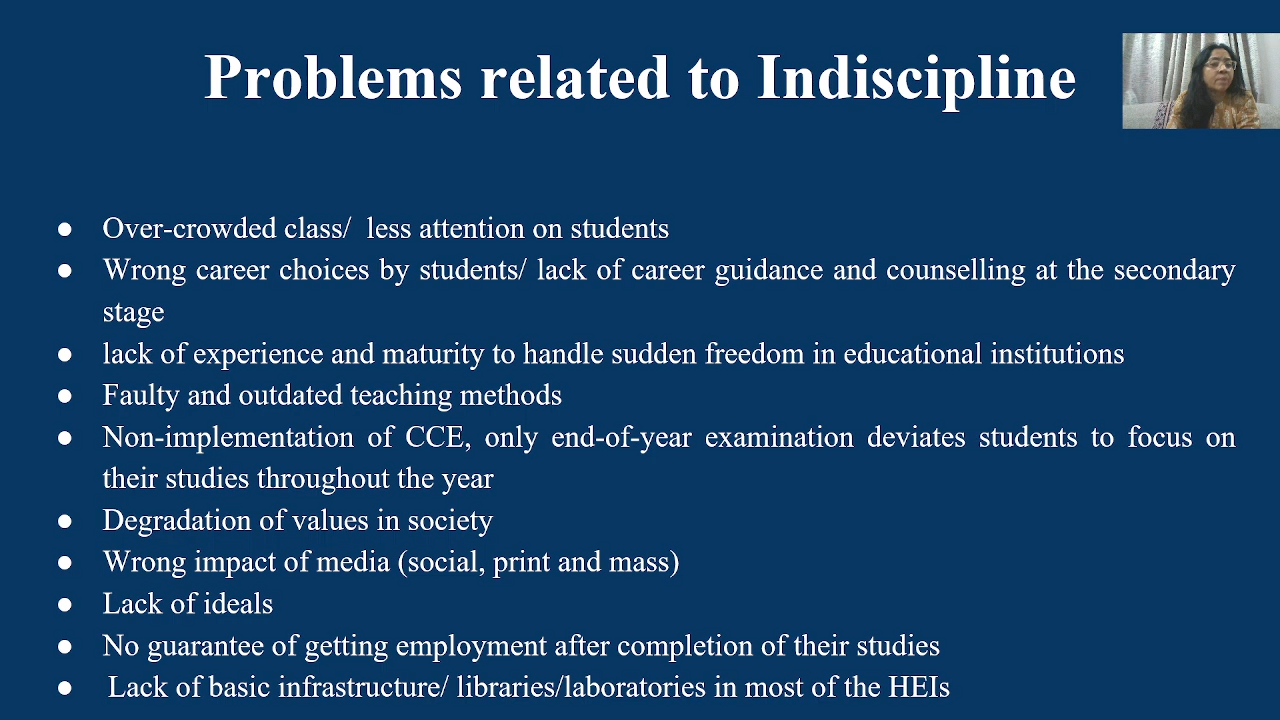 Problems related to Indiscipline
● Over-crowded class/ less attention on students
● Wrong career choices by students/ lack of career guidance and counselling at the secondary
stage
● lack of experience and maturity to handle sudden freedom in educational institutions
● Faulty and outdated teaching methods
● Non-implementation of CCE, only end-of-year examination deviates students to focus on
their studies throughout the year
● Degradation of values in society
● Wrong impact of media (social, print and mass)
● Lack of ideals
● No guarantee of getting employment after completion of their studies
● Lack of basic infrastructure/ libraries/laboratories in most of the HEIs